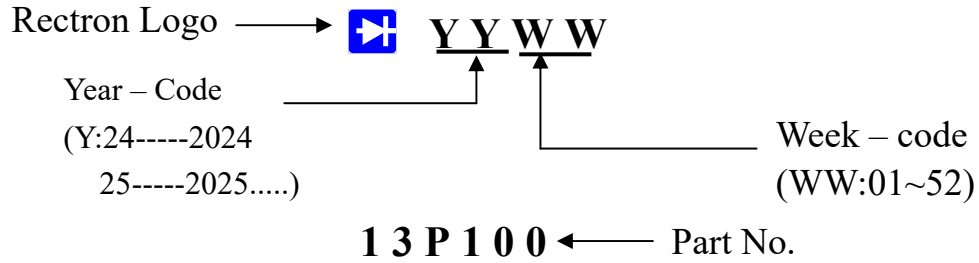 Rectron Logo
Y Y W W
Year – Code
(Y:24-----2024
25-----2025.....)
Week – code
(WW:01~52)
1 3 P 1 0 0
Part No.